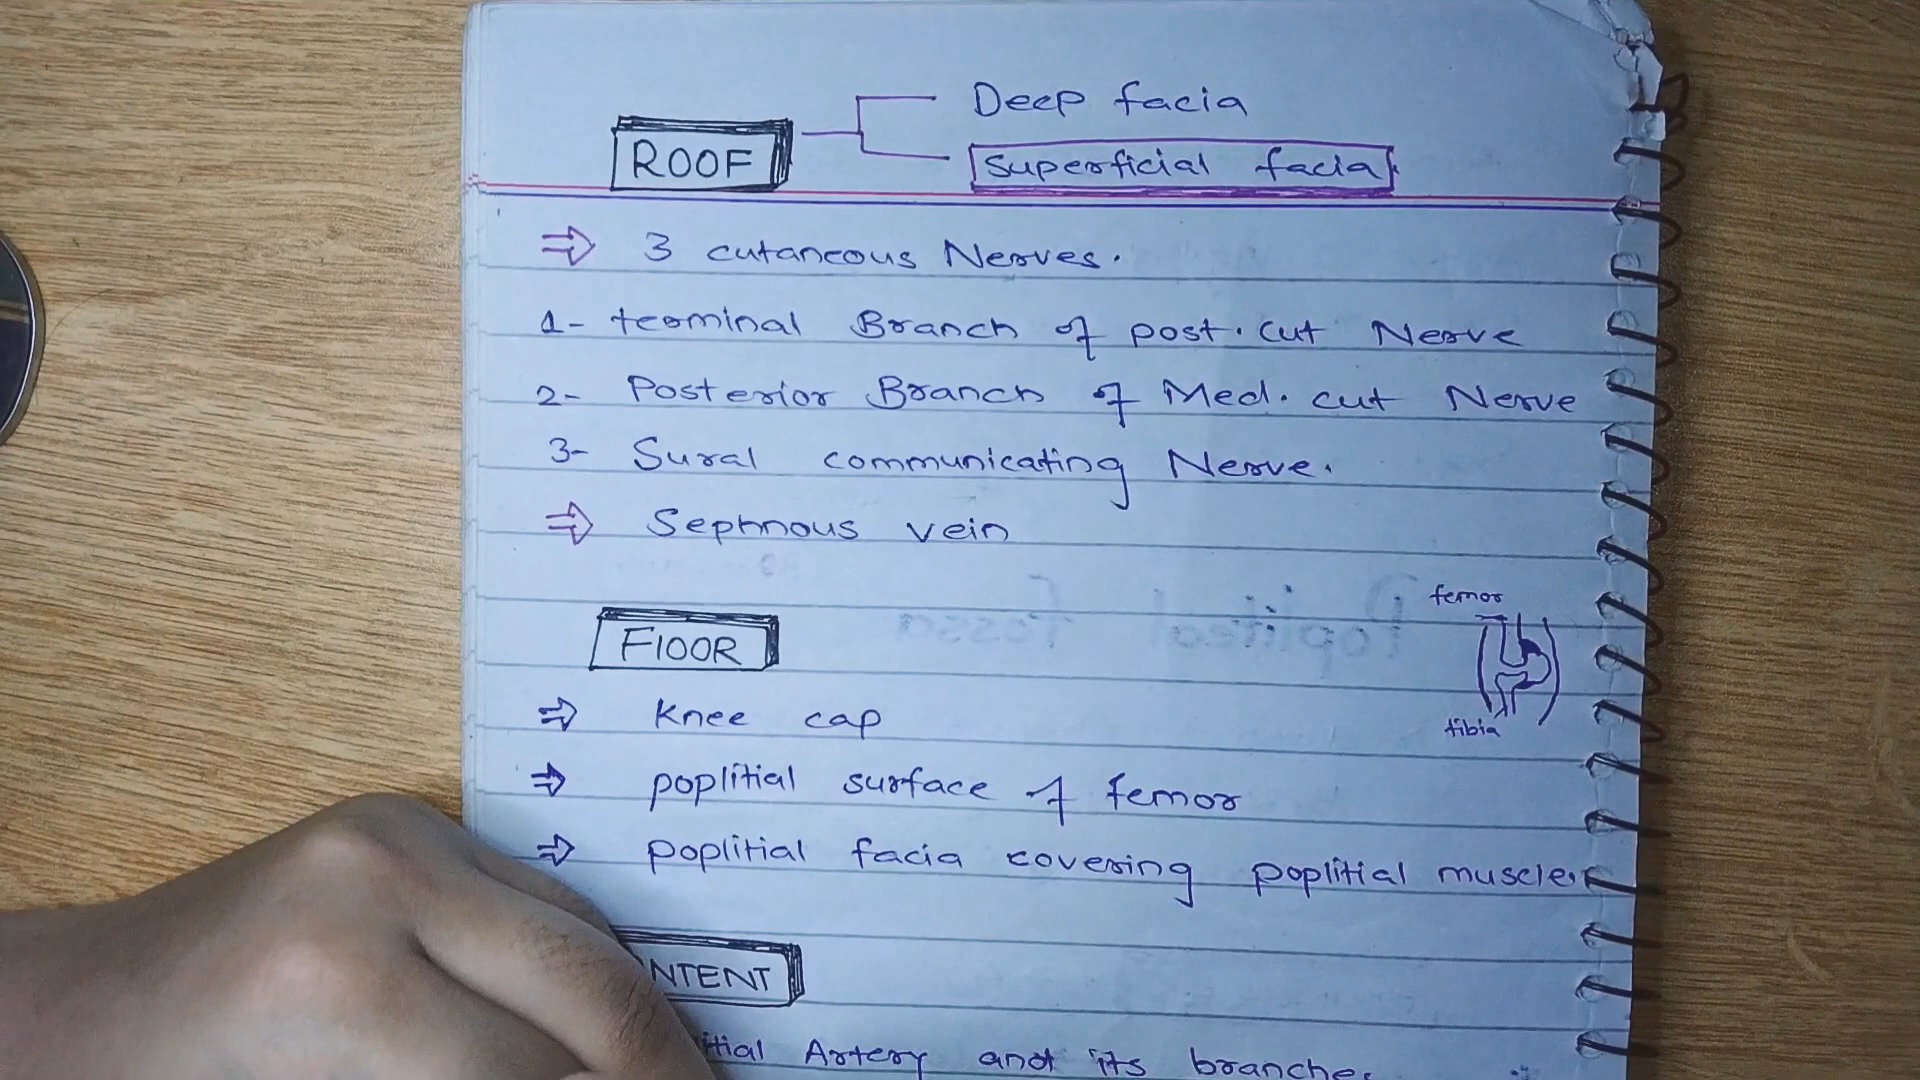 Deep facia
ROOF
superficial facia
⇒ 3 cutaneous Nerves.
1- terminal Branch of post. cut Nerve
2- Posterior Branch of Med. cut Nerve
3- Sural communicating Nerve.
⇒ Sephnous vein
femor
FlOOR
tibia
⇒ Knee cap
⇒ poplitial surface of femor
⇒ poplitial facia covering poplitial muscle.
NTENT
itial Artery and its branches